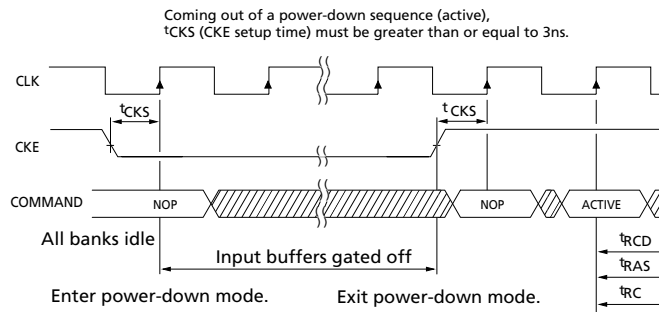 Coming out of a power-down sequence (active),
tCKS (CKE setup time) must be greater than or equal to 3ns.
CLK
tCKS
tCKS
CKE
COMMAND
NOP
NOP
ACTIVE
All banks idle
Input buffers gated off
tRCD
tRAS
tRC
Enter power-down mode.
Exit power-down mode.